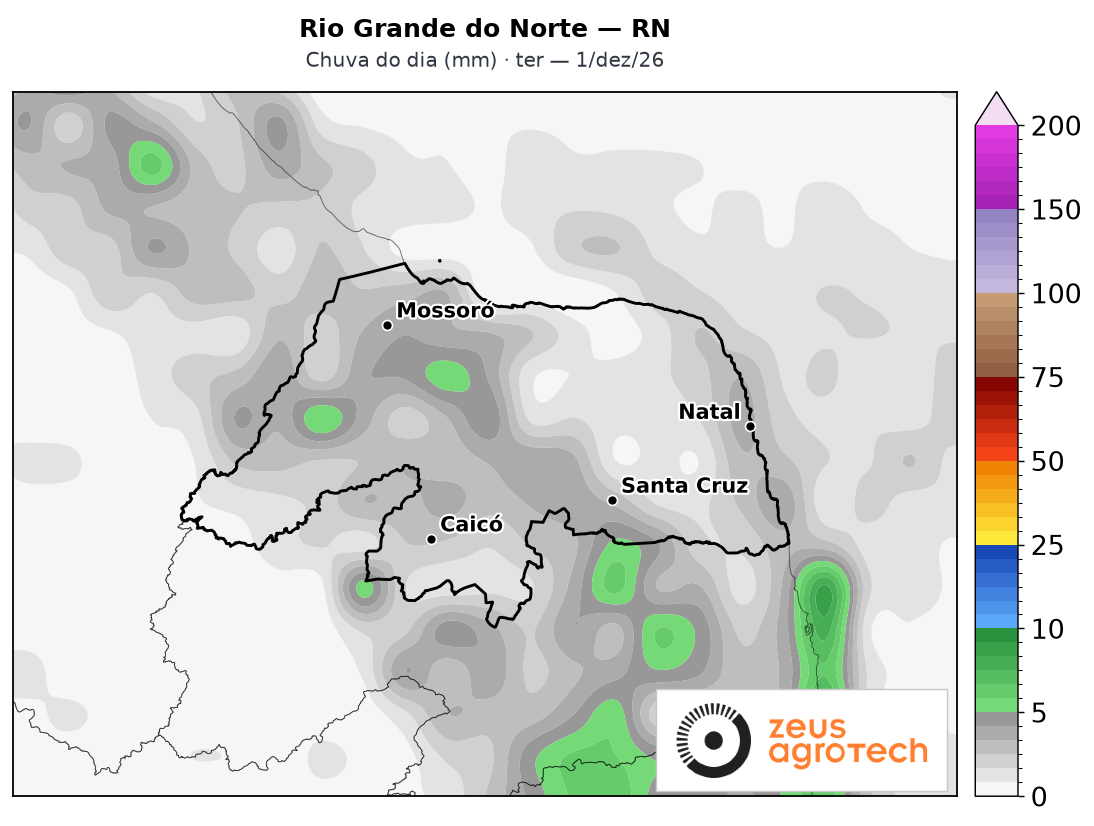 Rio Grande do Norte — RN
Chuva do dia (mm) · ter — 1/dez/26
Mossoró
Natal
Santa Cruz
Caicó
200
150
100
75
50
25
10
5
0
zeus
agrotech